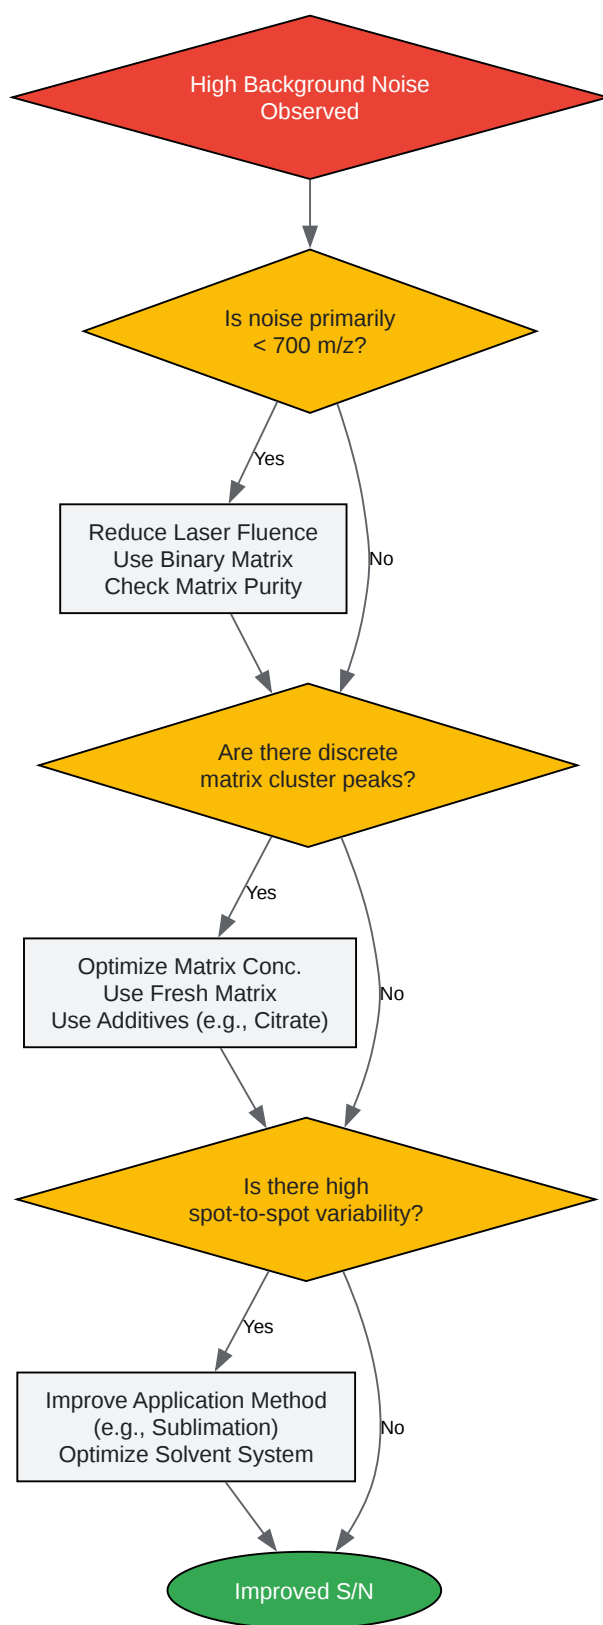 High Background Noise
Observed
Is noise primarily
< 700 m/z?
Yes
Reduce Laser Fluence
Use Binary Matrix
Check Matrix Purity
No
Are there discrete
matrix cluster peaks?
Yes
Optimize Matrix Conc.
Use Fresh Matrix
Use Additives (e.g., Citrate)
No
Is there high
spot-to-spot variability?
Yes
Improve Application Method
(e.g., Sublimation)
Optimize Solvent System
No
Improved S/N